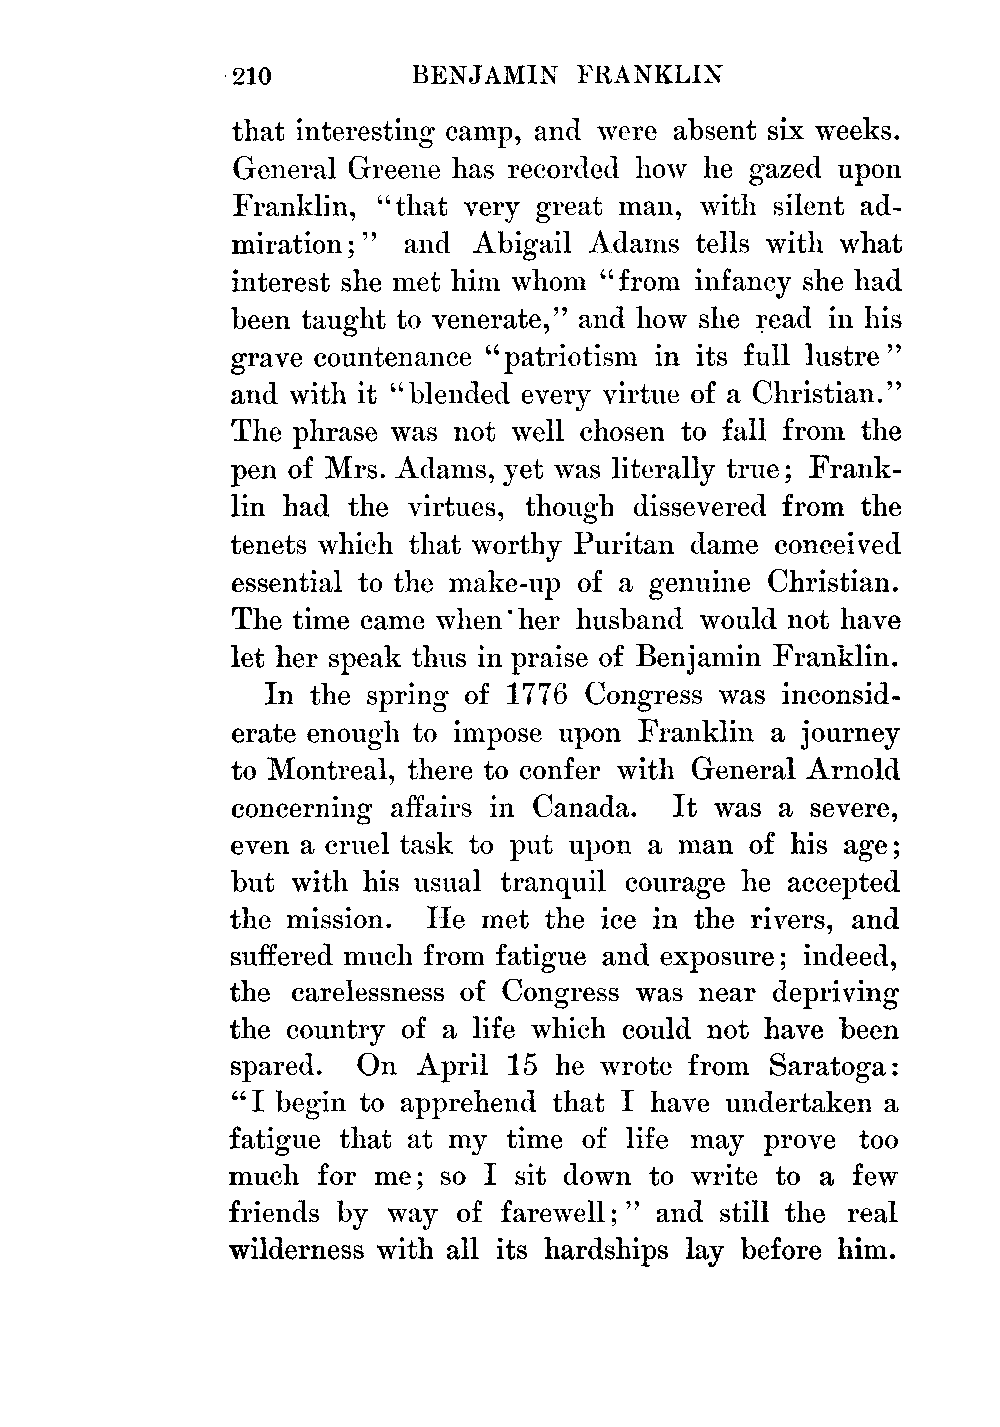 210 BENJAMIN FRANKLIN
that interesting camp, and were absent six weeks.
General Greene has recorded how he gazed upon
Franklin, "that very great man, with silent ad-
miration;" and Abigail Adams tells with what
interest she met him whom "from infancy she had
been taught to venerate," and how she read in his
grave countenance "patriotism in its full lustre"
and with it "blended every virtue of a Christian."
The phrase was not well chosen to fall from the
pen of Mrs. Adams, yet was literally true; Frank-
lin had the virtues, though dissevered from the
tenets which that worthy Puritan dame conceived
essential to the make-up of a genuine Christian.
The time came when her husband would not have
let her speak thus in praise of Benjamin Franklin.
In the spring of 1776 Congress was inconsid-
erate enough to impose upon Franklin a journey
to Montreal, there to confer with General Arnold
concerning affairs in Canada. It was a severe,
even a cruel task to put upon a man of his age;
but with his usual tranquil courage he accepted
the mission. He met the ice in the rivers, and
suffered much from fatigue and exposure; indeed,
the carelessness of Congress was near depriving
the country of a life which could not have been
spared. On April 15 he wrote from Saratoga:
"I begin to apprehend that I have undertaken a
fatigue that at my time of life may prove too
much for me; so I sit down to write to a few
friends by way of farewell;" and still the real
wilderness with all its hardships lay before him.